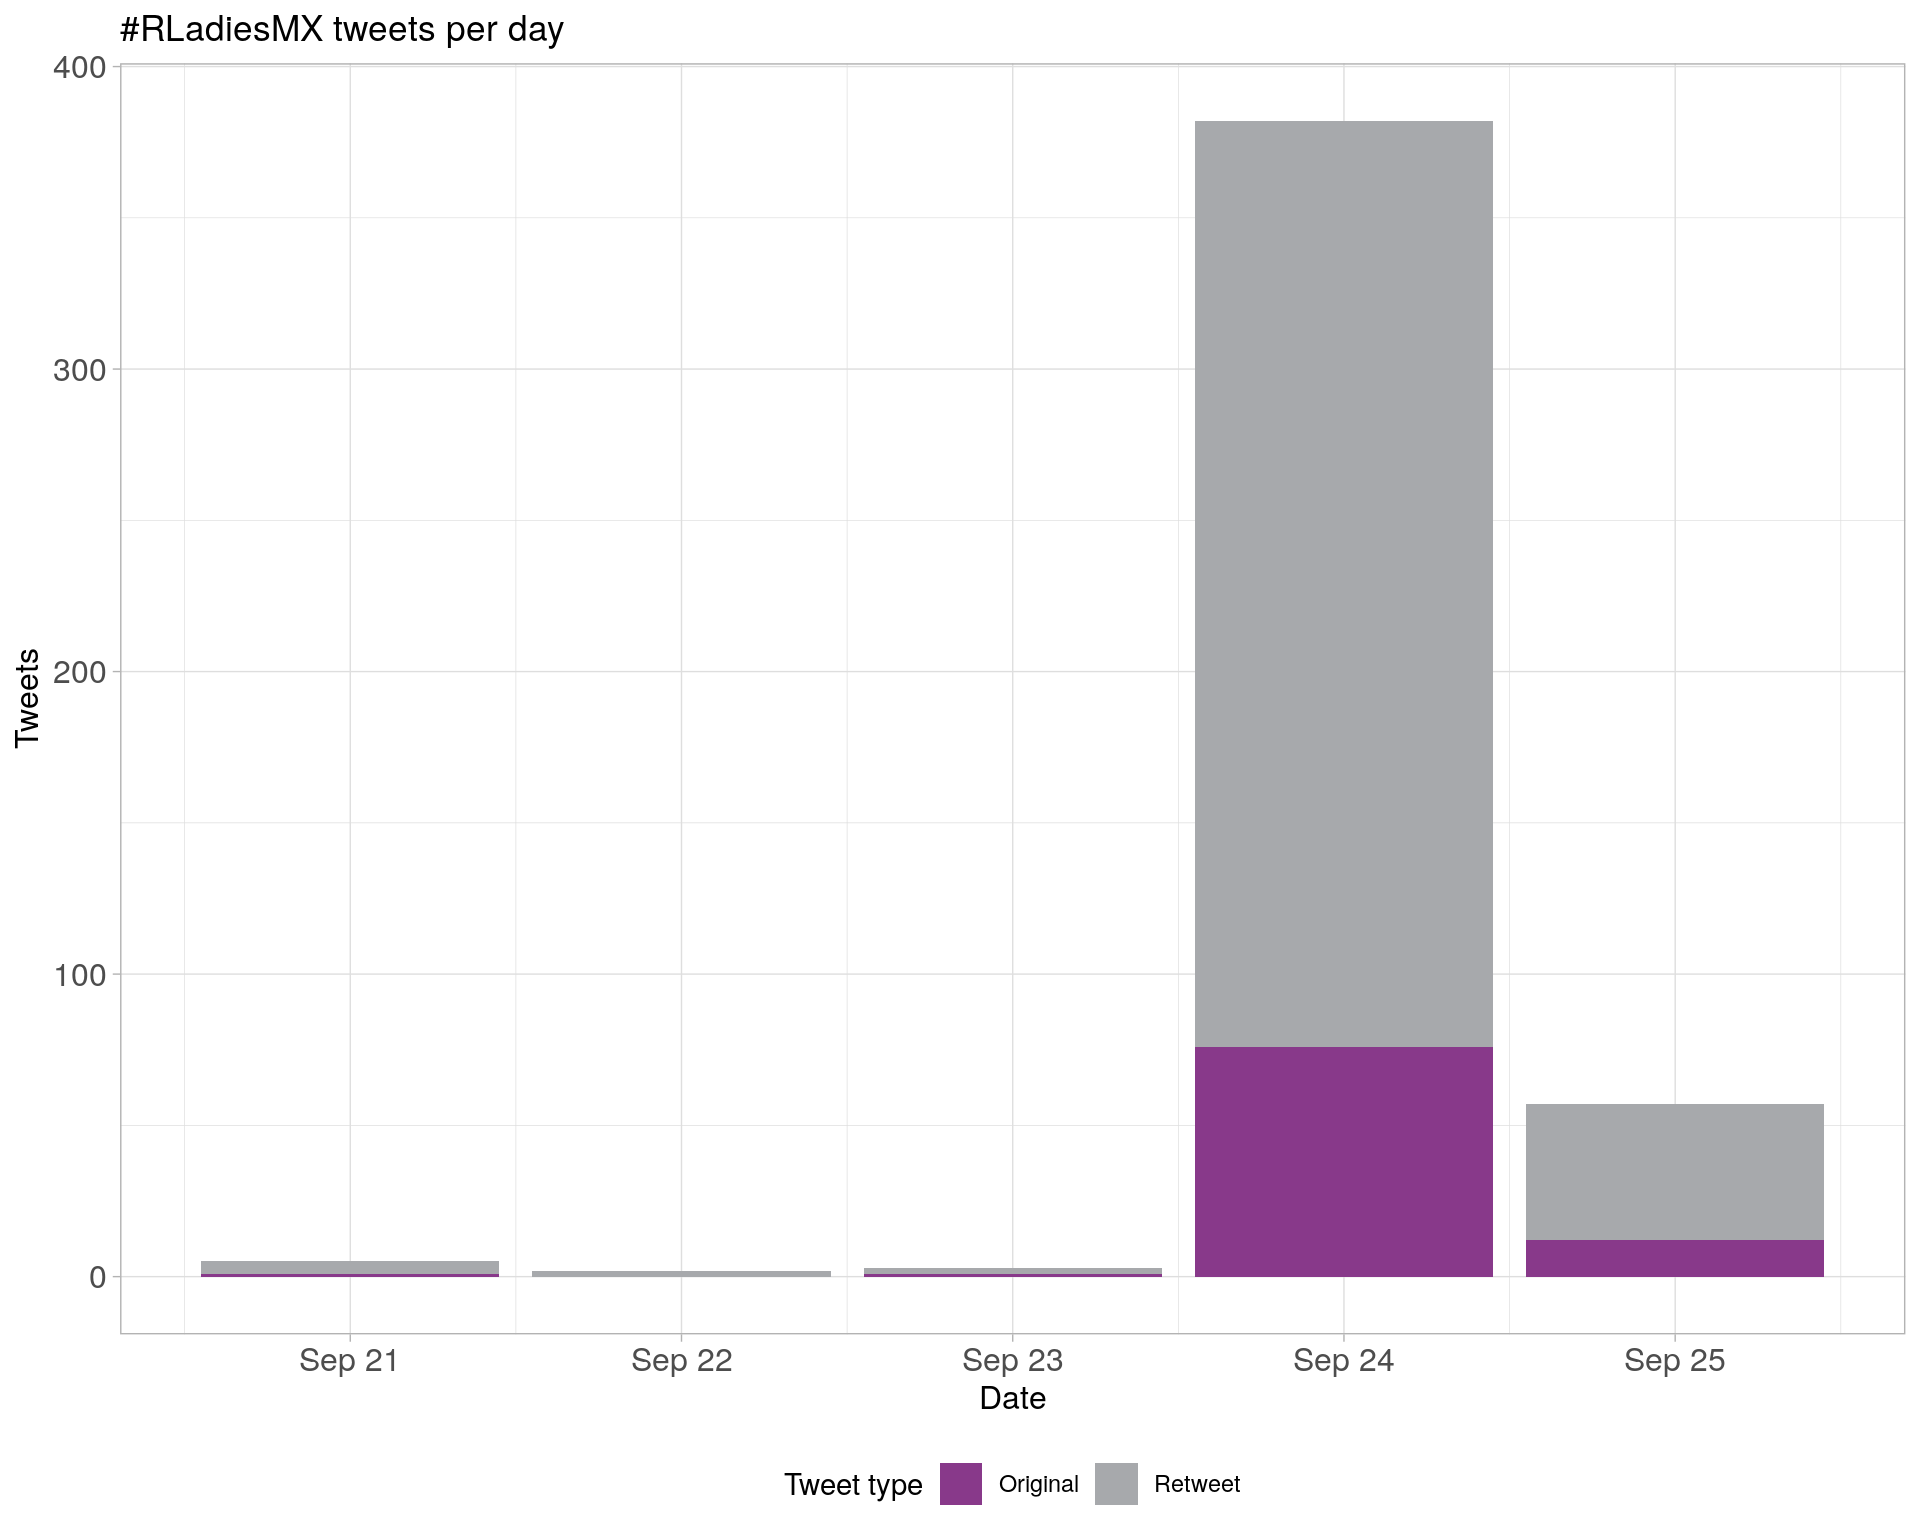 #RLadiesMX tweets per day
400
300
200
100
0
Tweets
Sep 21
Sep 22
Sep 23
Sep 24
Sep 25
Date
Tweet type
Original
Retweet